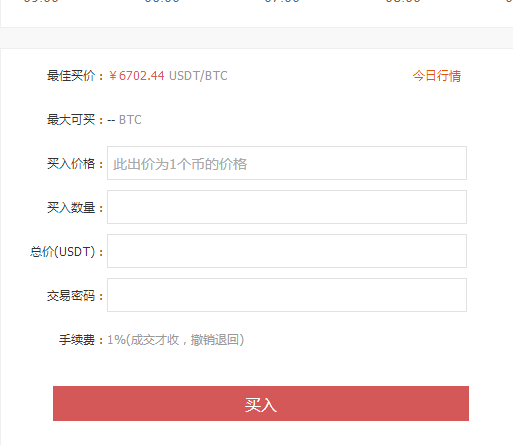 最佳买价：￥6702.44 USDT/BTC 今日行情
最大可买：-- BTC
买入价格：此出价为1个币的价格
买入数量：
总价(USDT)：
交易密码：
手续费：1%(成交才收，撤销退回)
买入